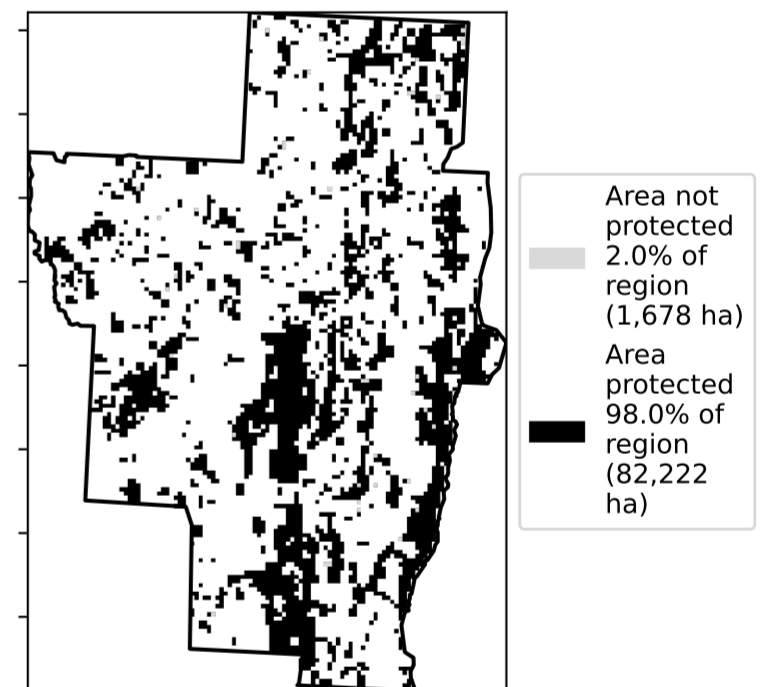 Area not
protected
2.0% of
region
(1,678 ha)
Area
protected
98.0% of
region
(82,222
ha)